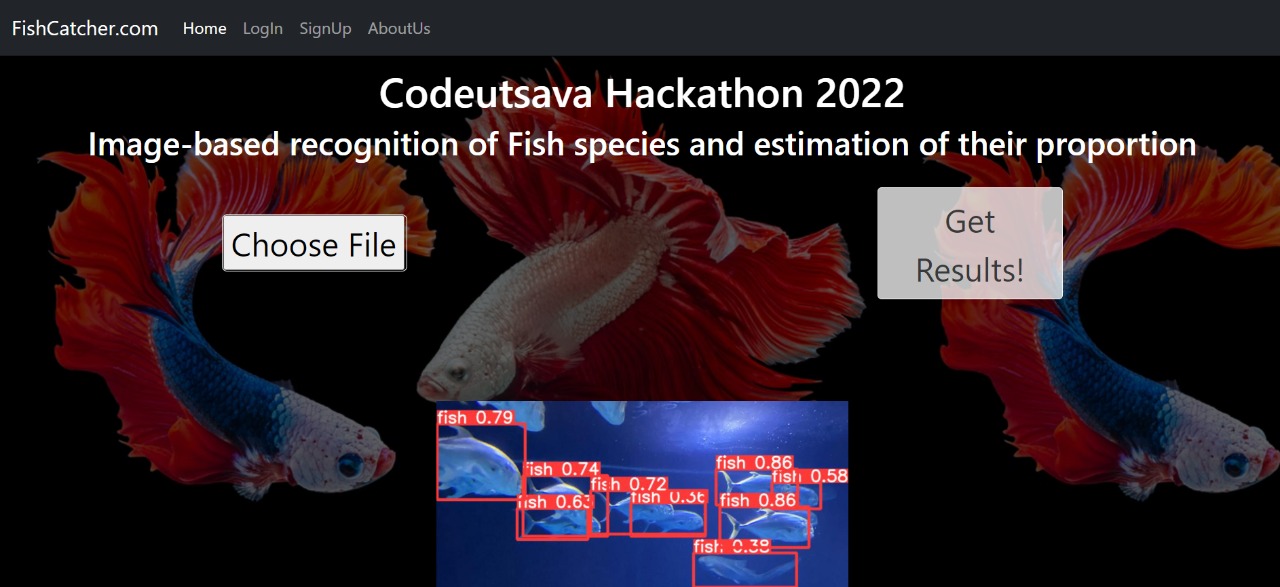 FishCatcher.com Home LogIn SignUp AboutUs
Codeutsava Hackathon 2022
Image-based recognition of Fish species and estimation of their proportion
Choose File
Get
Results!
fish 0.79
fish 0.74
fish 0.63
fish 0.72
fish 0.36
fish 0.86
fish 0.58
fish 0.86
fish 0.38